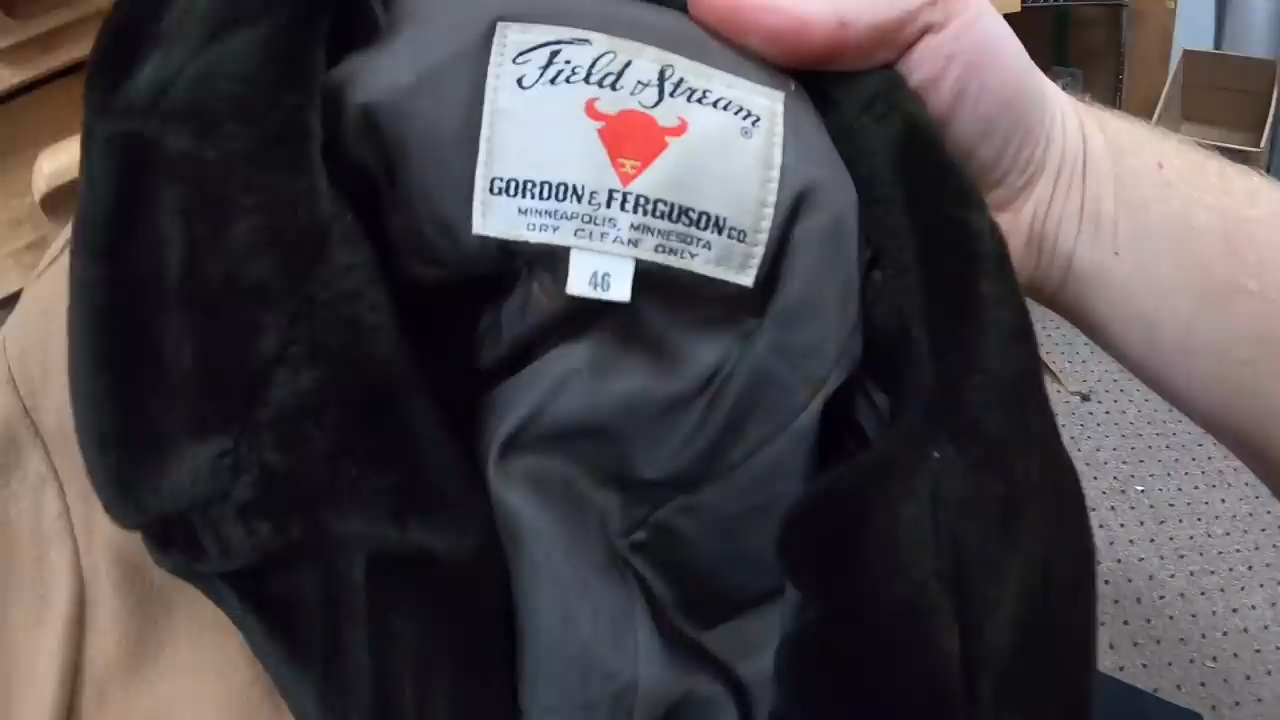 Field & Stream
®
GORDON & FERGUSON CO.
MINNEAPOLIS, MINNESOTA
DRY CLEAN ONLY
46